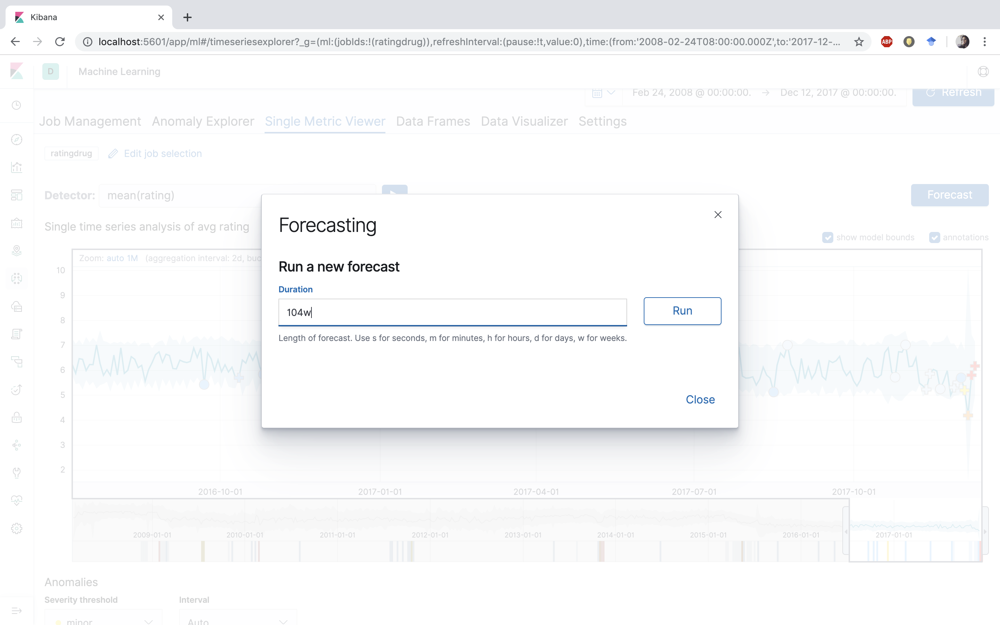 Kibana
localhost:5601/app/ml#/timeseriesexplorer?_g=(ml:(jobIds:!(ratingdrug)),refreshInterval:(pause:!t,value:0),time:(from:'2008-02-24T08:00:00.000Z',to:'2017-12-...
ABP
D
Machine Learning
Feb 24, 2008 @ 00:00:00. → Dec 12, 2017 @ 00:00:00.
Refresh
Job Management Anomaly Explorer Single Metric Viewer Data Frames Data Visualizer Settings
ratingdrug
Edit job selection
Detector:
mean(rating)
Forecast
Single time series analysis of avg rating
show model bounds
annotations
Zoom: auto 1M (aggregation interval: 2d, buc
10
9
8
7
6
5
4
3
2
2016-10-01 2017-01-01 2017-04-01 2017-07-01 2017-10-01
2009-01-01 2010-01-01 2011-01-01 2012-01-01 2013-01-01 2014-01-01 2015-01-01 2016-01-01 2017-01-01
Forecasting
Run a new forecast
Duration
104w
Run
Length of forecast. Use s for seconds, m for minutes, h for hours, d for days, w for weeks.
Close
Anomalies
Severity threshold
Interval
minor
Auto